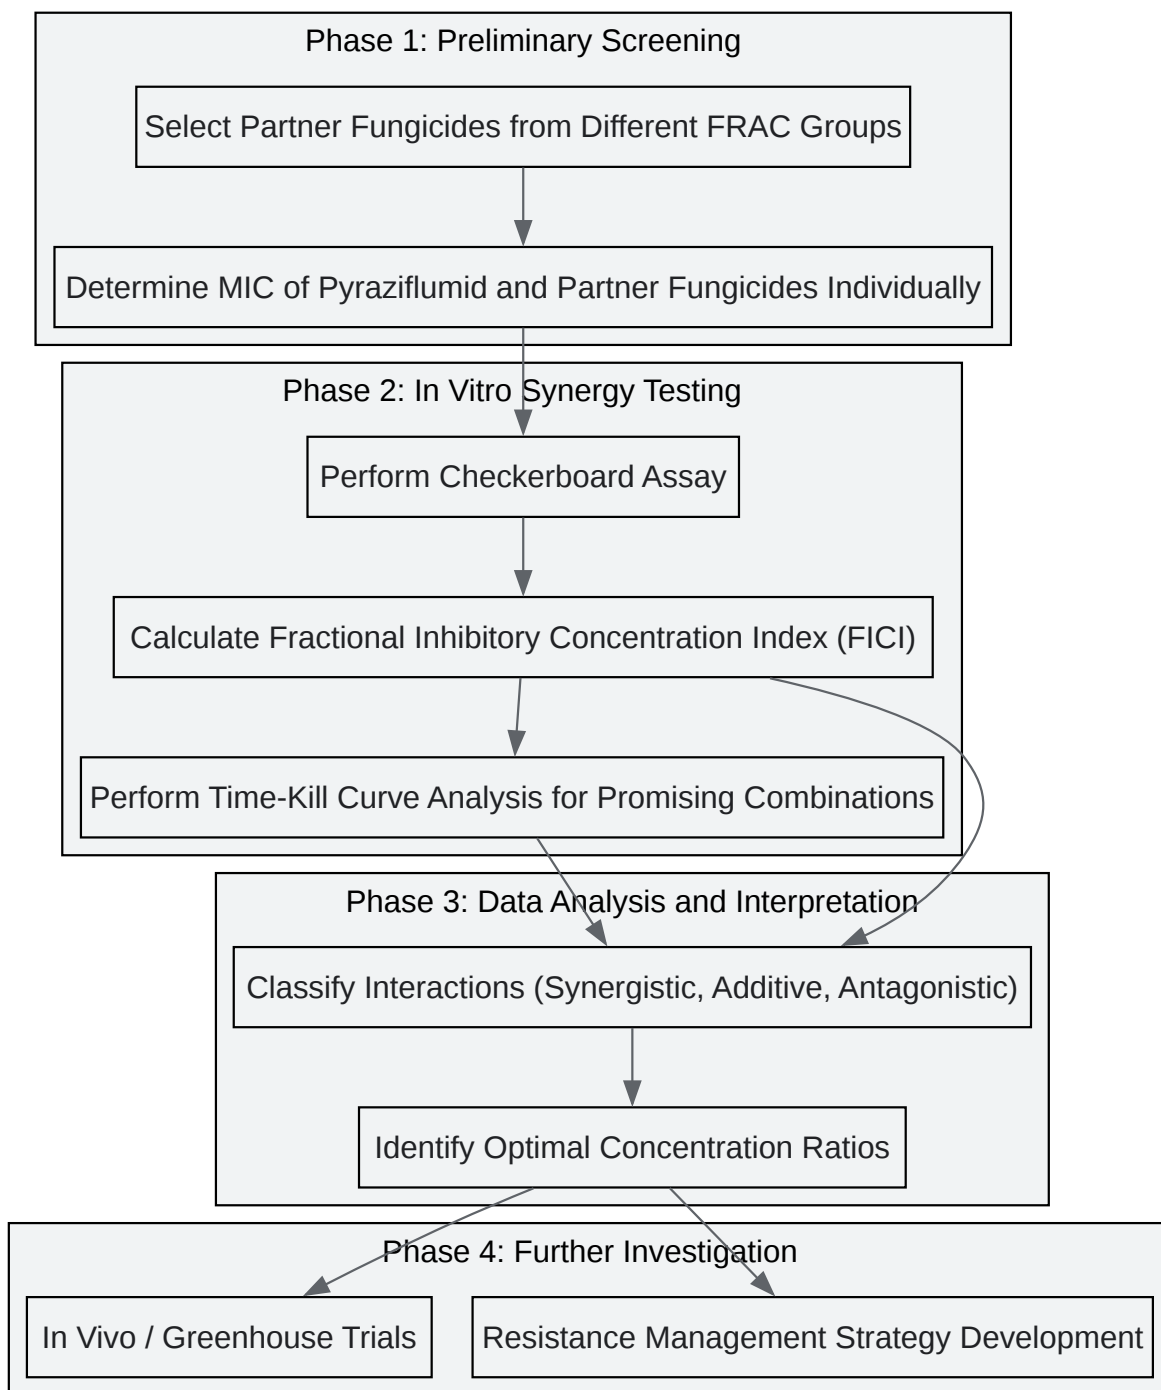 Phase 1: Preliminary Screening
Select Partner Fungicides from Different FRAC Groups
Determine MIC of Pyraziflumid and Partner Fungicides Individually
Phase 2: In Vitro Synergy Testing
Perform Checkerboard Assay
Calculate Fractional Inhibitory Concentration Index (FICI)
Perform Time-Kill Curve Analysis for Promising Combinations
Phase 3: Data Analysis and Interpretation
Classify Interactions (Synergistic, Additive, Antagonistic)
Identify Optimal Concentration Ratios
Phase 4: Further Investigation
In Vivo / Greenhouse Trials
Resistance Management Strategy Development